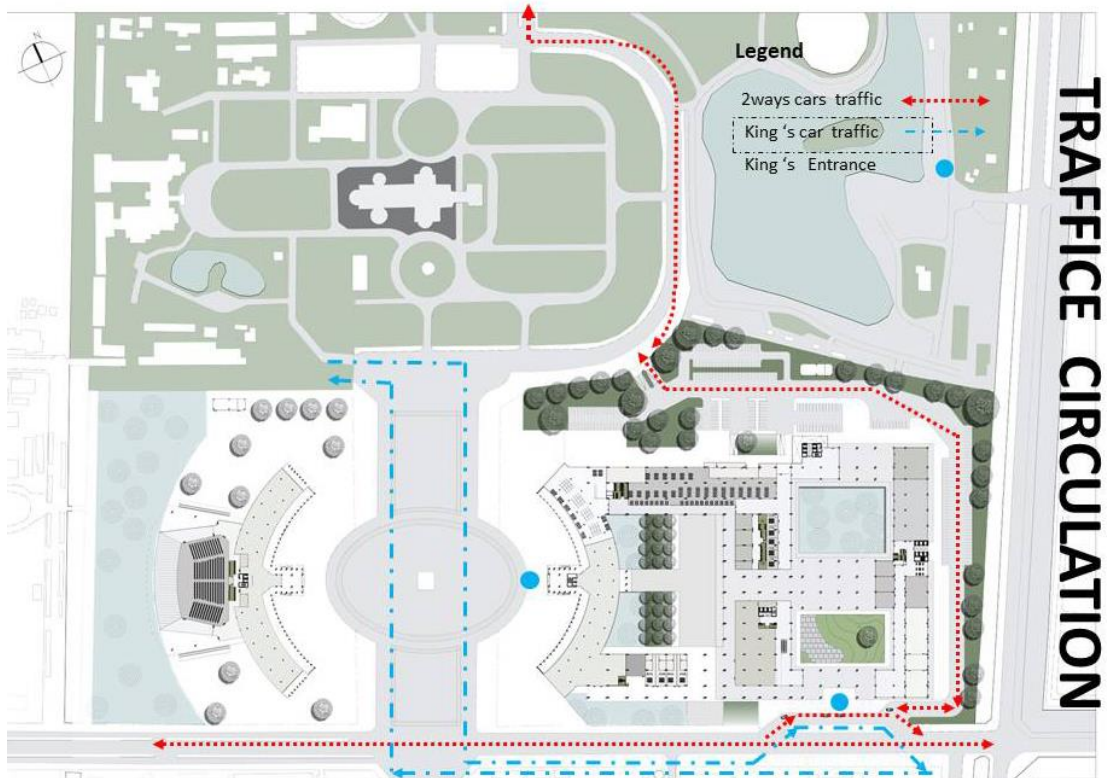 Legend
2ways cars traffic
King 's car traffic
King 's Entrance
TRAFFICE CIRCULATION